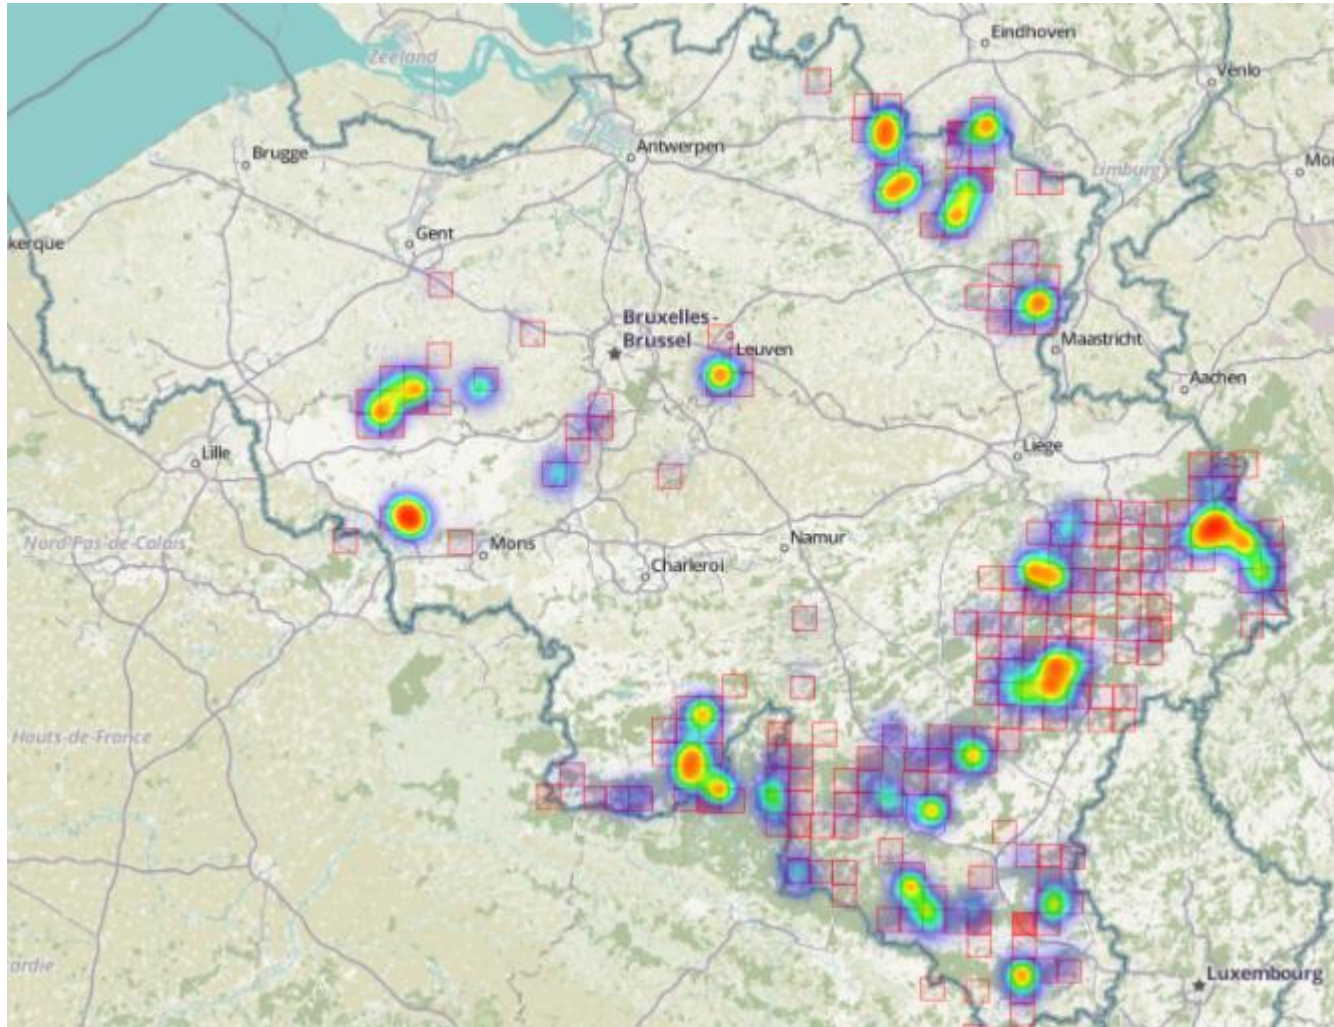 Zeeland
Eindhoven
Venlo
Brugge
Antwerpen
Limburg
Gent
kerque
Bruxelles-
Brussel
Leuven
Maastricht
Aachen
Lille
Liège
Nord-Pas-de-Calais
Mons
Namur
Charleroi
Hauts-de-France
Luxembourg